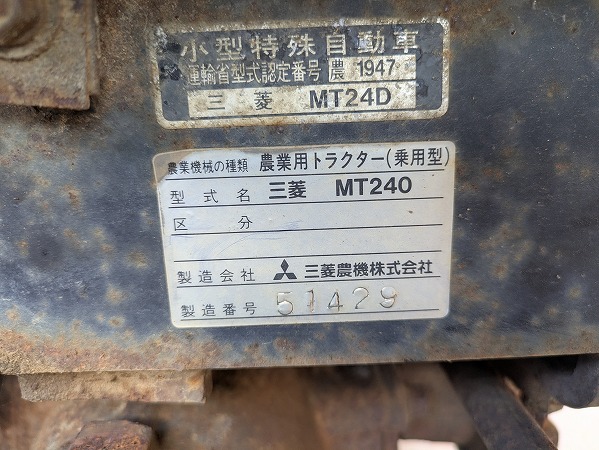 小型特殊自動車
運輸省型式認定番号 農 1947
三菱 MT24D
農業機械の種類 農業用トラクター(乗用型)
型式名 三菱 MT240
区分
製造会社 三菱農機株式会社
製造番号 51429